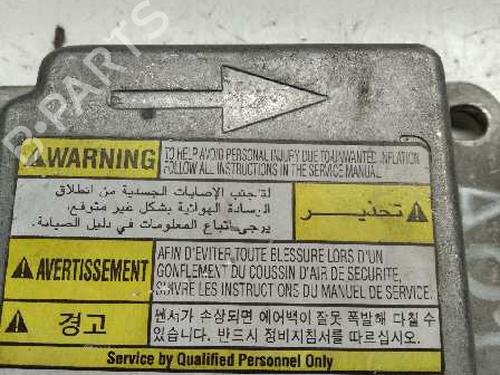 B-PARTS
WARNING
TO HELP AVOID PERSONAL INJURY DUE TO UNWANTED INFLATION
FOLLOW ALL INSTRUCTIONS IN THE SERVICE MANUAL.
تحذير
لتجنب الإصابات الجسدية من انطلاق
الوسادة الهوائية بشكل غير متوقع,
يرجى اتباع المعلومات في دليل الصيانة.
AVERTISSEMENT
AFIN D'EVITER TOUTE BLESSURE LORS D'UN
GONFLEMENT DU COUSSIN D'AIR DE SECURITE,
SUIVRE LES INSTRUCTIONS DU MANUEL DE SERVICE.
경고
센서가 손상되면 에어백이 잘못 폭발해 다칠 수
있습니다. 반드시 정비지침서를 따르십시오.
Service by Qualified Personnel Only